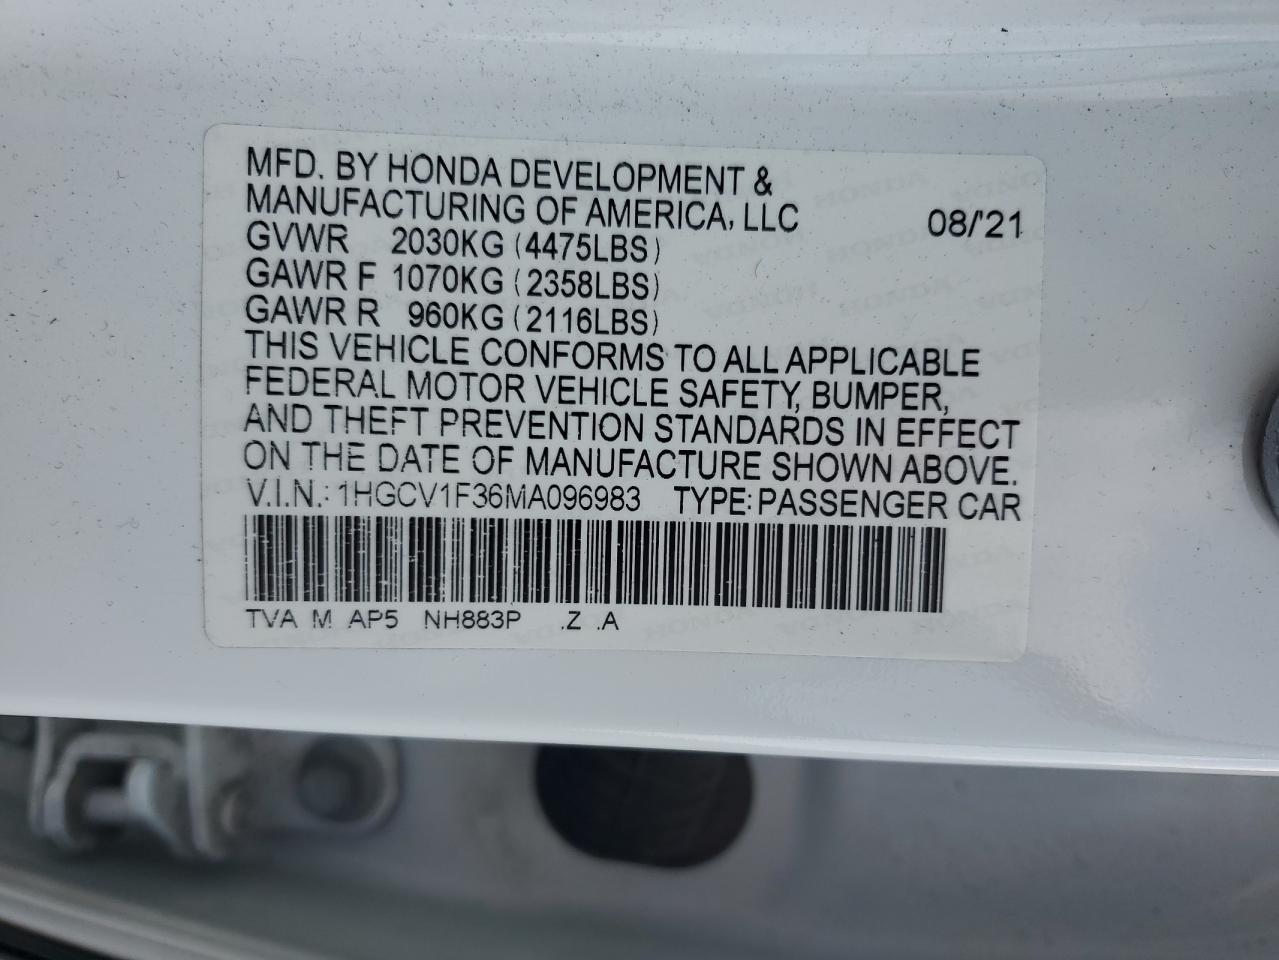 MFD. BY HONDA DEVELOPMENT &
MANUFACTURING OF AMERICA, LLC 08/'21
GVWR 2030KG (4475LBS)
GAWR F 1070KG (2358LBS)
GAWR R 960KG (2116LBS)
THIS VEHICLE CONFORMS TO ALL APPLICABLE
FEDERAL MOTOR VEHICLE SAFETY, BUMPER,
AND THEFT PREVENTION STANDARDS IN EFFECT
ON THE DATE OF MANUFACTURE SHOWN ABOVE.
V.I.N.: 1HGCV1F36MA096983 TYPE: PASSENGER CAR
TVA M AP5 NH883P .Z .A